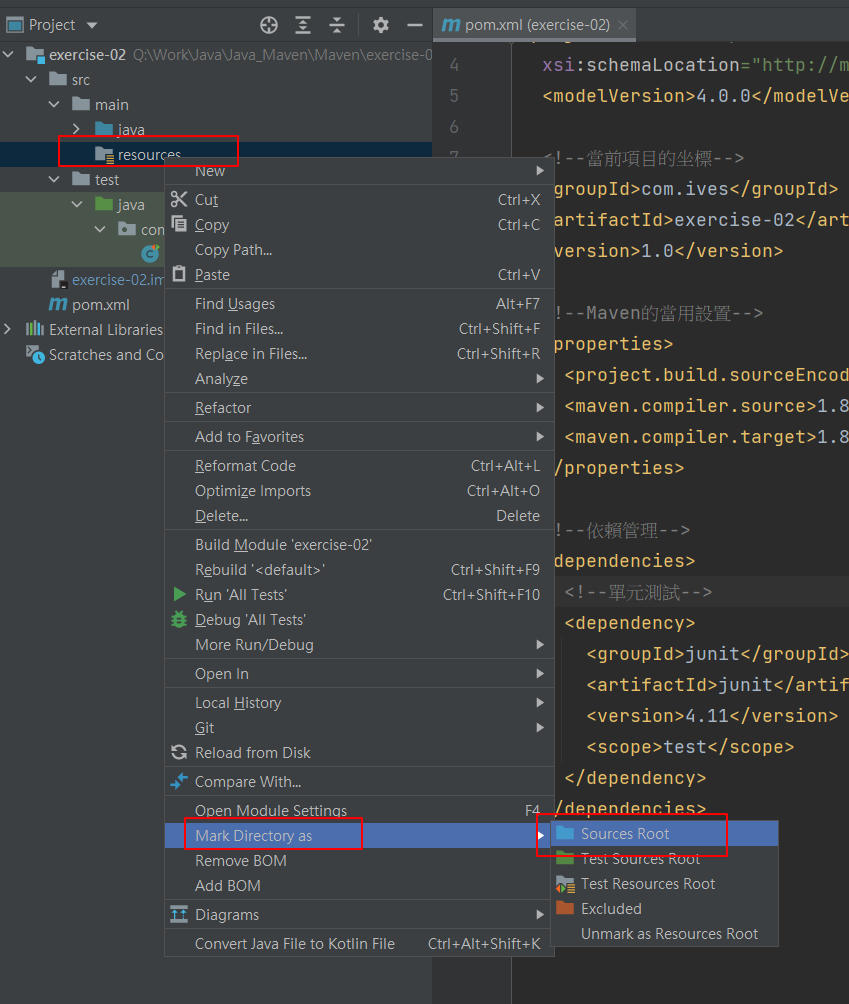 Project
exercise-02 Q:\Work\Java\Java_Maven\Maven\exercise-0
src
main
java
resources
test
java
com
exercise-02.im
pom.xml
External Libraries
Scratches and Co
New
Cut Ctrl+X
Copy Ctrl+C
Copy Path...
Paste Ctrl+V
Find Usages Alt+F7
Find in Files... Ctrl+Shift+F
Replace in Files... Ctrl+Shift+R
Analyze
Refactor
Add to Favorites
Reformat Code Ctrl+Alt+L
Optimize Imports Ctrl+Alt+O
Delete... Delete
Build Module 'exercise-02'
Rebuild '<default>' Ctrl+Shift+F9
Run 'All Tests' Ctrl+Shift+F10
Debug 'All Tests'
More Run/Debug
Open In
Local History
Git
Reload from Disk
Compare With...
Open Module Settings F4
Mark Directory as
Remove BOM
Add BOM
Diagrams
Convert Java File to Kotlin File Ctrl+Alt+Shift+K
Sources Root
Test Sources Root
Test Resources Root
Excluded
Unmark as Resources Root
pom.xml (exercise-02)
4 xsi:schemaLocation="http://m
5 <modelVersion>4.0.0</modelVe
6
7 <!--當前項目的坐標-->
groupId>com.ives</groupId>
artifactId>exercise-02</art
version>1.0</version>
!--Maven的當用設置-->
properties>
<project.build.sourceEncod
<maven.compiler.source>1.8
<maven.compiler.target>1.8
/properties>
!--依賴管理-->
dependencies>
<!--單元測試-->
<dependency>
<groupId>junit</groupId>
<artifactId>junit</artif
<version>4.11</version>
<scope>test</scope>
</dependency>
/dependencies>